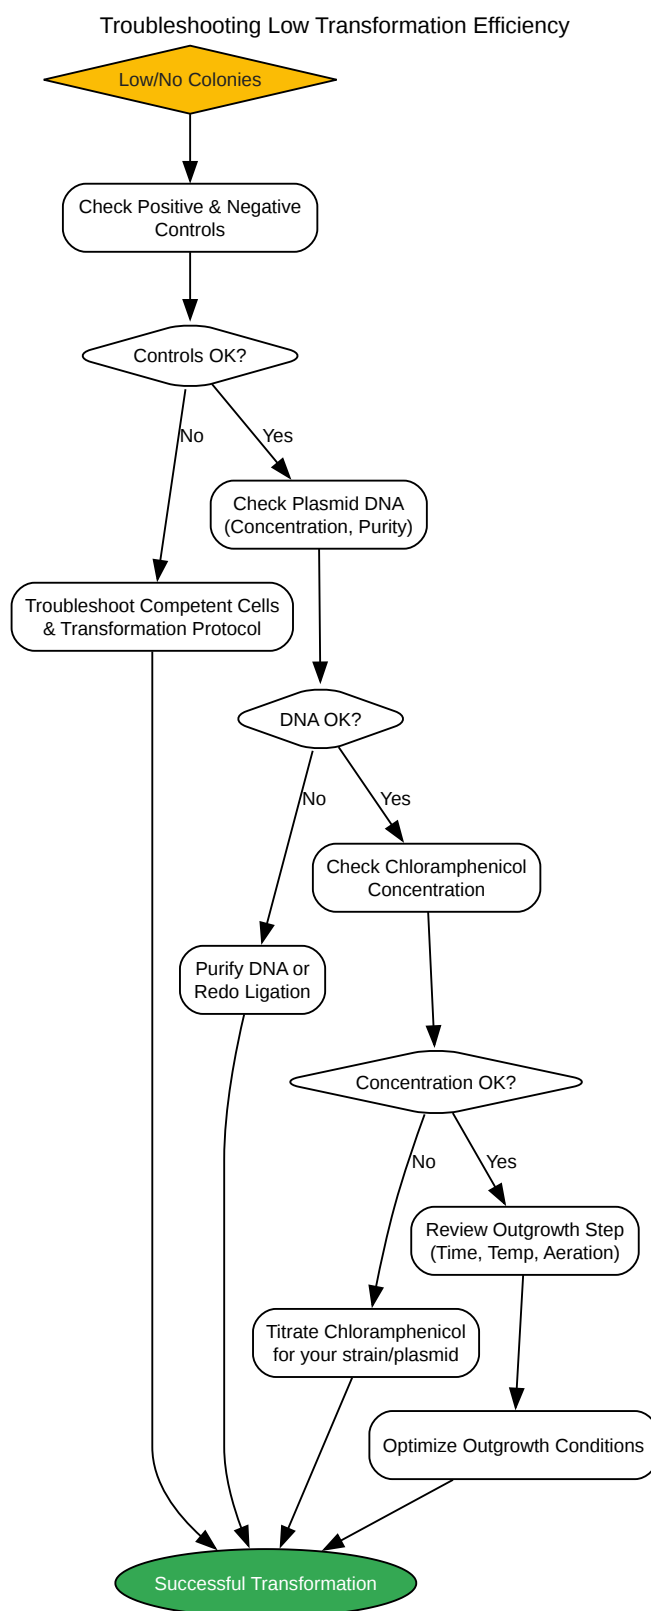 Troubleshooting Low Transformation Efficiency
Low/No Colonies
Check Positive & Negative
Controls
Controls OK?
No
Yes
Check Plasmid DNA
(Concentration, Purity)
Troubleshoot Competent Cells
& Transformation Protocol
DNA OK?
No
Yes
Check Chloramphenicol
Concentration
Purify DNA or
Redo Ligation
Concentration OK?
No
Yes
Review Outgrowth Step
(Time, Temp, Aeration)
Titrate Chloramphenicol
for your strain/plasmid
Optimize Outgrowth Conditions
Successful Transformation